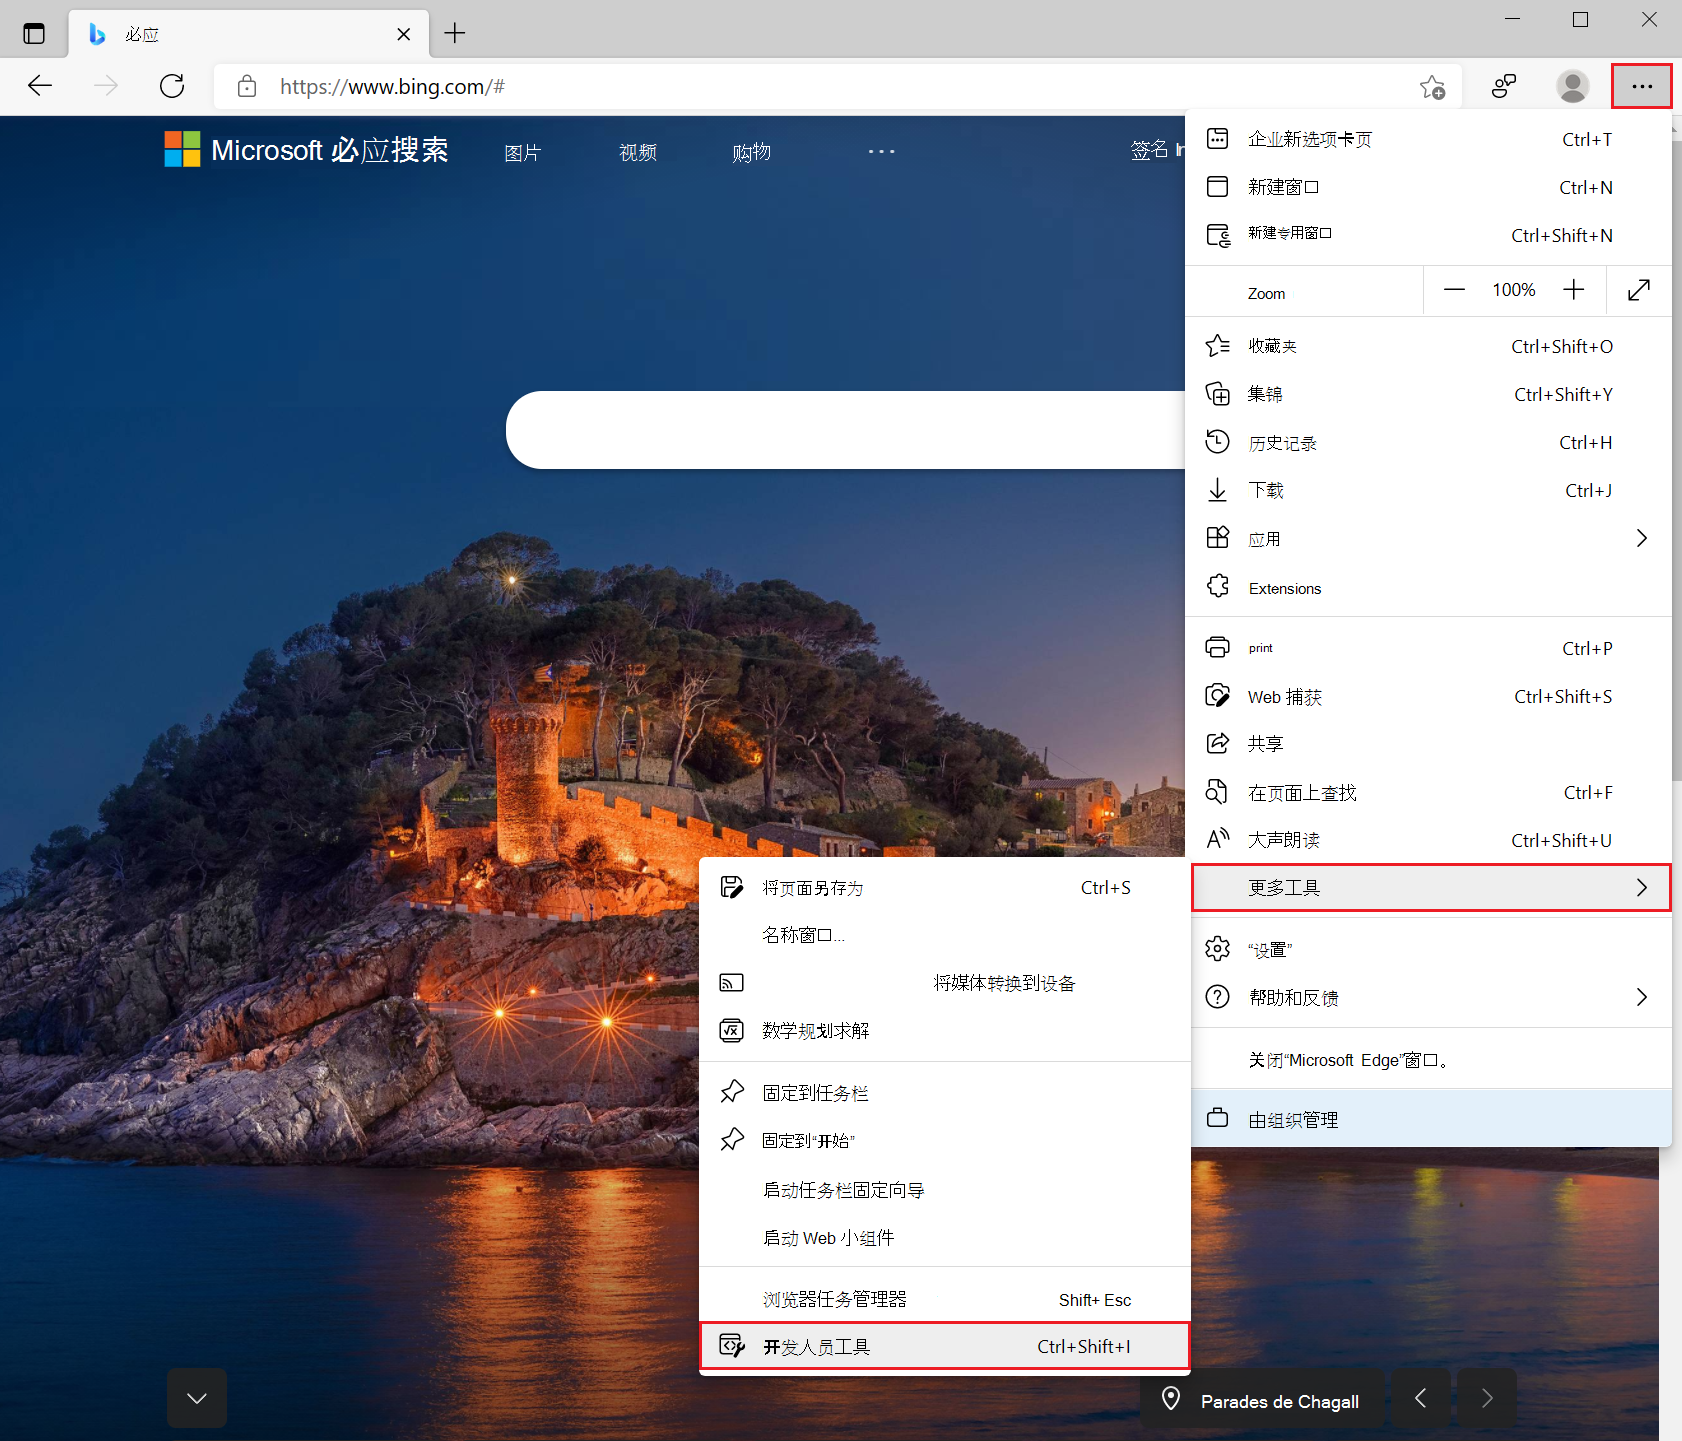 必应
https://www.bing.com/#
Microsoft 必应搜索
图片
视频
购物
签名 In
企业新选项卡页 Ctrl+T
新建窗口 Ctrl+N
新建专用窗口 Ctrl+Shift+N
Zoom 100%
收藏夹 Ctrl+Shift+O
集锦 Ctrl+Shift+Y
历史记录 Ctrl+H
下载 Ctrl+J
应用
Extensions
print Ctrl+P
Web 捕获 Ctrl+Shift+S
共享
在页面上查找 Ctrl+F
大声朗读 Ctrl+Shift+U
更多工具
“设置”
帮助和反馈
关闭“Microsoft Edge”窗口。
由组织管理
将页面另存为 Ctrl+S
名称窗口...
将媒体转换到设备
数学规划求解
固定到任务栏
固定到“开始”
启动任务栏固定向导
启动 Web 小组件
浏览器任务管理器 Shift+ Esc
开发人员工具 Ctrl+Shift+I
Parades de Chagall